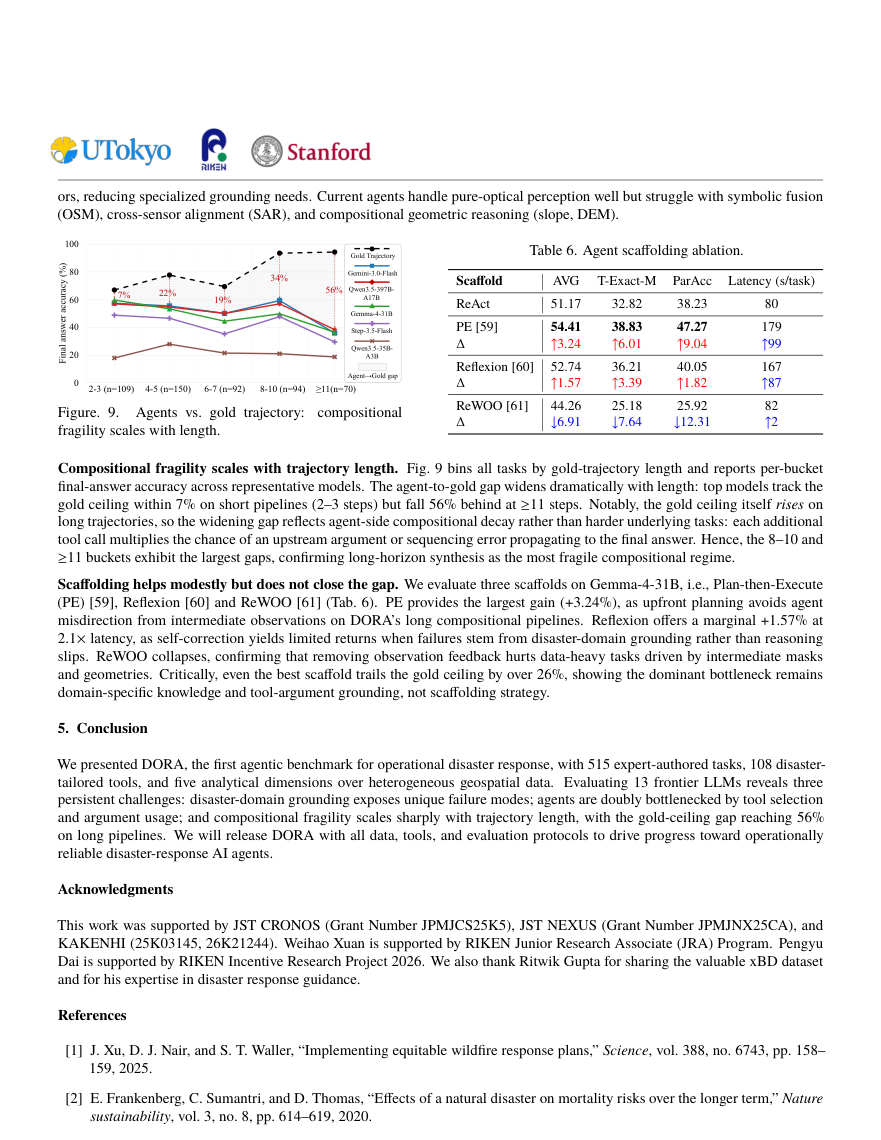 UTokyo RIKEN Stanford
ors, reducing specialized grounding needs. Current agents handle pure-optical perception well but struggle with symbolic fusion
(OSM), cross-sensor alignment (SAR), and compositional geometric reasoning (slope, DEM).
100
80
60
40
20
0
Final answer accuracy (%)
7%
22%
19%
34%
56%
2-3 (n=109) 4-5 (n=150) 6-7 (n=92) 8-10 (n=94) ≥11(n=70)
Gold Trajectory
Gemini-3.0-Flash
Qwen3.5-397B-
A17B
Gemma-4-31B
Step-3.5-Flash
Qwen3.5-35B-
A3B
Agent→Gold gap
Figure. 9. Agents vs. gold trajectory: compositional
fragility scales with length.
Table 6. Agent scaffolding ablation.
Scaffold AVG T-Exact-M ParAcc Latency (s/task)
ReAct 51.17 32.82 38.23 80
PE [59] 54.41 38.83 47.27 179
Δ ↑3.24 ↑6.01 ↑9.04 ↑99
Reflexion [60] 52.74 36.21 40.05 167
Δ ↑1.57 ↑3.39 ↑1.82 ↑87
ReWOO [61] 44.26 25.18 25.92 82
Δ ↓6.91 ↓7.64 ↓12.31 ↑2
Compositional fragility scales with trajectory length. Fig. 9 bins all tasks by gold-trajectory length and reports per-bucket
final-answer accuracy across representative models. The agent-to-gold gap widens dramatically with length: top models track the
gold ceiling within 7% on short pipelines (2–3 steps) but fall 56% behind at ≥11 steps. Notably, the gold ceiling itself rises on
long trajectories, so the widening gap reflects agent-side compositional decay rather than harder underlying tasks: each additional
tool call multiplies the chance of an upstream argument or sequencing error propagating to the final answer. Hence, the 8–10 and
≥11 buckets exhibit the largest gaps, confirming long-horizon synthesis as the most fragile compositional regime.
Scaffolding helps modestly but does not close the gap. We evaluate three scaffolds on Gemma-4-31B, i.e., Plan-then-Execute
(PE) [59], Reflexion [60] and ReWOO [61] (Tab. 6). PE provides the largest gain (+3.24%), as upfront planning avoids agent
misdirection from intermediate observations on DORA's long compositional pipelines. Reflexion offers a marginal +1.57% at
2.1× latency, as self-correction yields limited returns when failures stem from disaster-domain grounding rather than reasoning
slips. ReWOO collapses, confirming that removing observation feedback hurts data-heavy tasks driven by intermediate masks
and geometries. Critically, even the best scaffold trails the gold ceiling by over 26%, showing the dominant bottleneck remains
domain-specific knowledge and tool-argument grounding, not scaffolding strategy.
5. Conclusion
We presented DORA, the first agentic benchmark for operational disaster response, with 515 expert-authored tasks, 108 disaster-
tailored tools, and five analytical dimensions over heterogeneous geospatial data. Evaluating 13 frontier LLMs reveals three
persistent challenges: disaster-domain grounding exposes unique failure modes; agents are doubly bottlenecked by tool selection
and argument usage; and compositional fragility scales sharply with trajectory length, with the gold-ceiling gap reaching 56%
on long pipelines. We will release DORA with all data, tools, and evaluation protocols to drive progress toward operationally
reliable disaster-response AI agents.
Acknowledgments
This work was supported by JST CRONOS (Grant Number JPMJCS25K5), JST NEXUS (Grant Number JPMJNX25CA), and
KAKENHI (25K03145, 26K21244). Weihao Xuan is supported by RIKEN Junior Research Associate (JRA) Program. Pengyu
Dai is supported by RIKEN Incentive Research Project 2026. We also thank Ritwik Gupta for sharing the valuable xBD dataset
and for his expertise in disaster response guidance.
References
[1] J. Xu, D. J. Nair, and S. T. Waller, “Implementing equitable wildfire response plans,” Science, vol. 388, no. 6743, pp. 158–
159, 2025.
[2] E. Frankenberg, C. Sumantri, and D. Thomas, “Effects of a natural disaster on mortality risks over the longer term,” Nature
sustainability, vol. 3, no. 8, pp. 614–619, 2020.